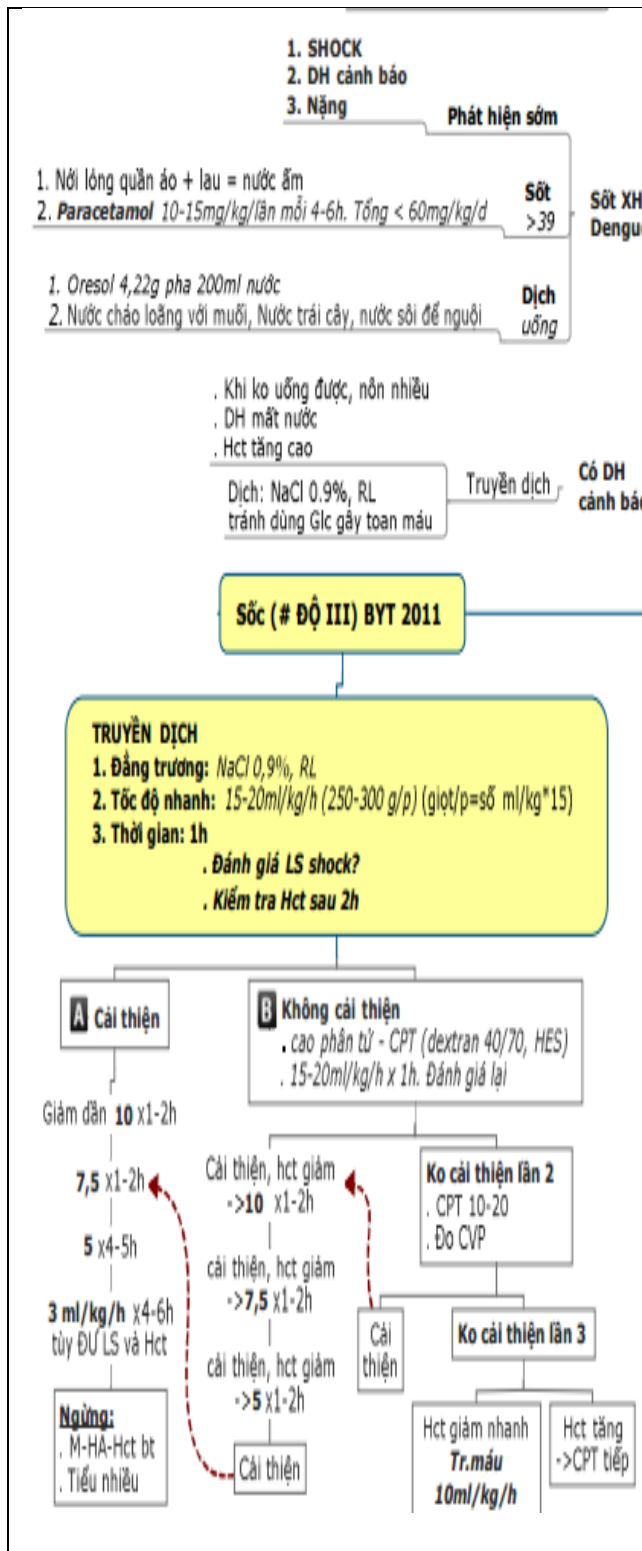 1. SHOCK
2. DH cảnh báo
3. Nặng
Phát hiện sớm
1. Nới lỏng quần áo + lau = nước ấm
2. Paracetamol 10-15mg/kg/lần mỗi 4-6h. Tổng < 60mg/kg/d
Sốt
>39
Sốt XH
Dengu
1. Oresol 4,22g pha 200ml nước
2. Nước cháo loãng với muối, Nước trái cây, nước sôi để nguội
Dịch
uống
. Khi ko uống được, nôn nhiều
. DH mất nước
. Hct tăng cao
Dịch: NaCl 0.9%, RL
tránh dùng Glc gây toan máu
Truyền dịch
Có DH
cảnh báo
Sốc (# ĐỘ III) BYT 2011
TRUYỀN DỊCH
1. Đẳng trương: NaCl 0,9%, RL
2. Tốc độ nhanh: 15-20ml/kg/h (250-300 g/p) (giọt/p=số ml/kg*15)
3. Thời gian: 1h
. Đánh giá LS shock?
. Kiểm tra Hct sau 2h
A Cải thiện
Giảm dần 10 x1-2h
7,5 x1-2h
5 x4-5h
3 ml/kg/h x4-6h
tùy ĐƯ LS và Hct
Ngừng:
. M-HA-Hct bt
. Tiểu nhiều
B Không cải thiện
. cao phân tử - CPT (dextran 40/70, HES)
. 15-20ml/kg/h x 1h. Đánh giá lại
Cải thiện, hct giảm
->10 x1-2h
cải thiện, hct giảm
->7,5 x1-2h
cải thiện, hct giảm
->5 x1-2h
Cải thiện
Ko cải thiện lần 2
. CPT 10-20
. Đo CVP
Cải
thiện
Ko cải thiện lần 3
Hct giảm nhanh
Tr.máu
10ml/kg/h
Hct tăng
->CPT tiếp